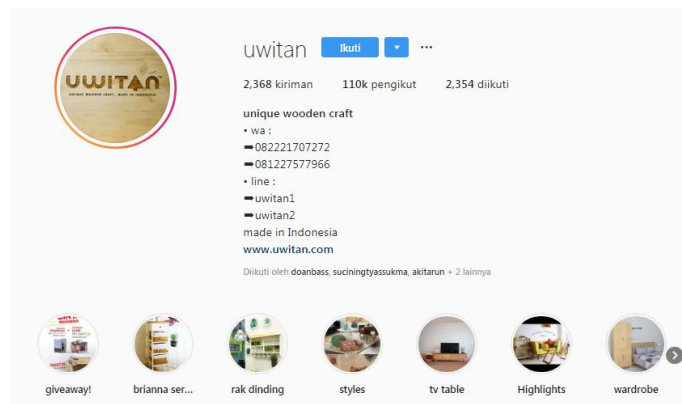 UWITAN
UNIQUE WOODEN CRAFT - MADE IN INDONESIA
uwitan Ikuti
2,368 kiriman 110k pengikut 2,354 diikuti
unique wooden craft
• wa :
➡082221707272
➡081227577966
• line :
➡uwitan1
➡uwitan2
made in Indonesia
www.uwitan.com
Diikuti oleh doanbass, suciningtyassukma, akitarun + 2 lainnya
giveaway! brianna ser... rak dinding styles tv table Highlights wardrobe